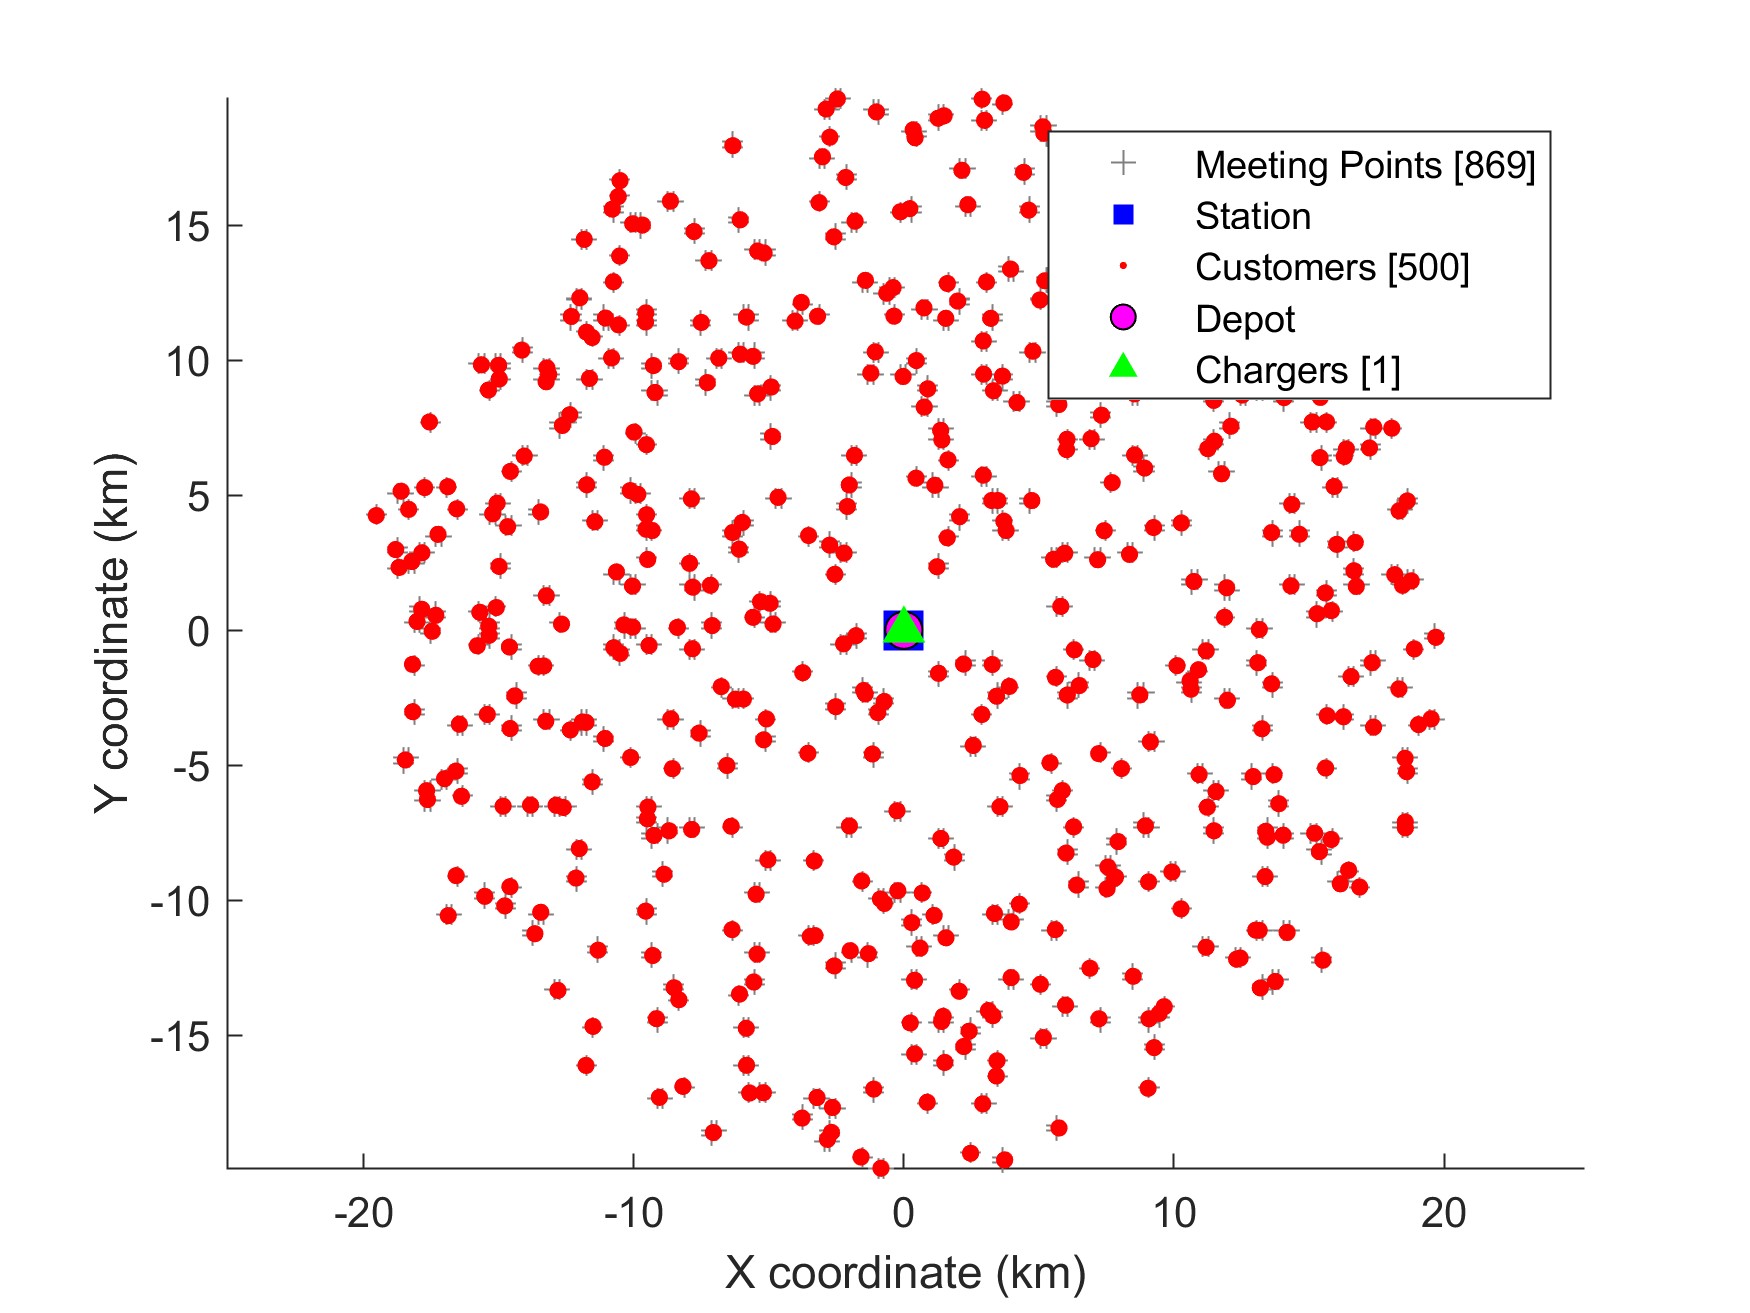 Meeting Points [869]
Station
Customers [500]
Depot
Chargers [1]
15
10
5
0
-5
-10
-15
Y coordinate (km)
-20 -10 0 10 20
X coordinate (km)